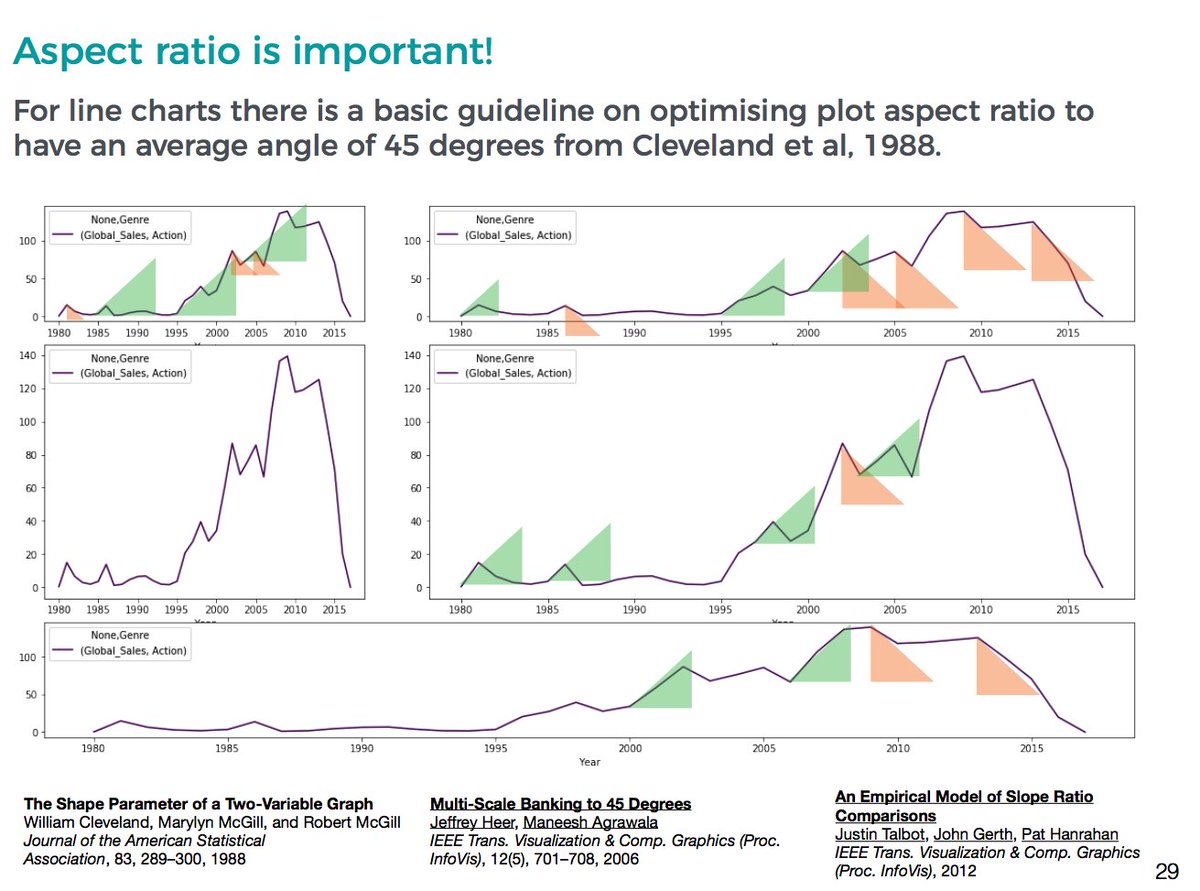 Aspect ratio is important!
For line charts there is a basic guideline on optimising plot aspect ratio to
have an average angle of 45 degrees from Cleveland et al, 1988.
None,Genre
(Global_Sales, Action)
100
50
0
1980 1985 1990 1995 2000 2005 2010 2015
None,Genre
(Global_Sales, Action)
100
50
0
1980 1985 1990 1995 2000 2005 2010 2015
None,Genre
(Global_Sales, Action)
140
120
100
80
60
40
20
0
1980 1985 1990 1995 2000 2005 2010 2015
None,Genre
(Global_Sales, Action)
140
120
100
80
60
40
20
0
1980 1985 1990 1995 2000 2005 2010 2015
None,Genre
(Global_Sales, Action)
100
50
0
1980 1985 1990 1995 2000 2005 2010 2015
Year
The Shape Parameter of a Two-Variable Graph
William Cleveland, Marylyn McGill, and Robert McGill
Journal of the American Statistical
Association, 83, 289–300, 1988
Multi-Scale Banking to 45 Degrees
Jeffrey Heer, Maneesh Agrawala
IEEE Trans. Visualization & Comp. Graphics (Proc.
InfoVis), 12(5), 701–708, 2006
An Empirical Model of Slope Ratio
Comparisons
Justin Talbot, John Gerth, Pat Hanrahan
IEEE Trans. Visualization & Comp. Graphics
(Proc. InfoVis), 2012
29